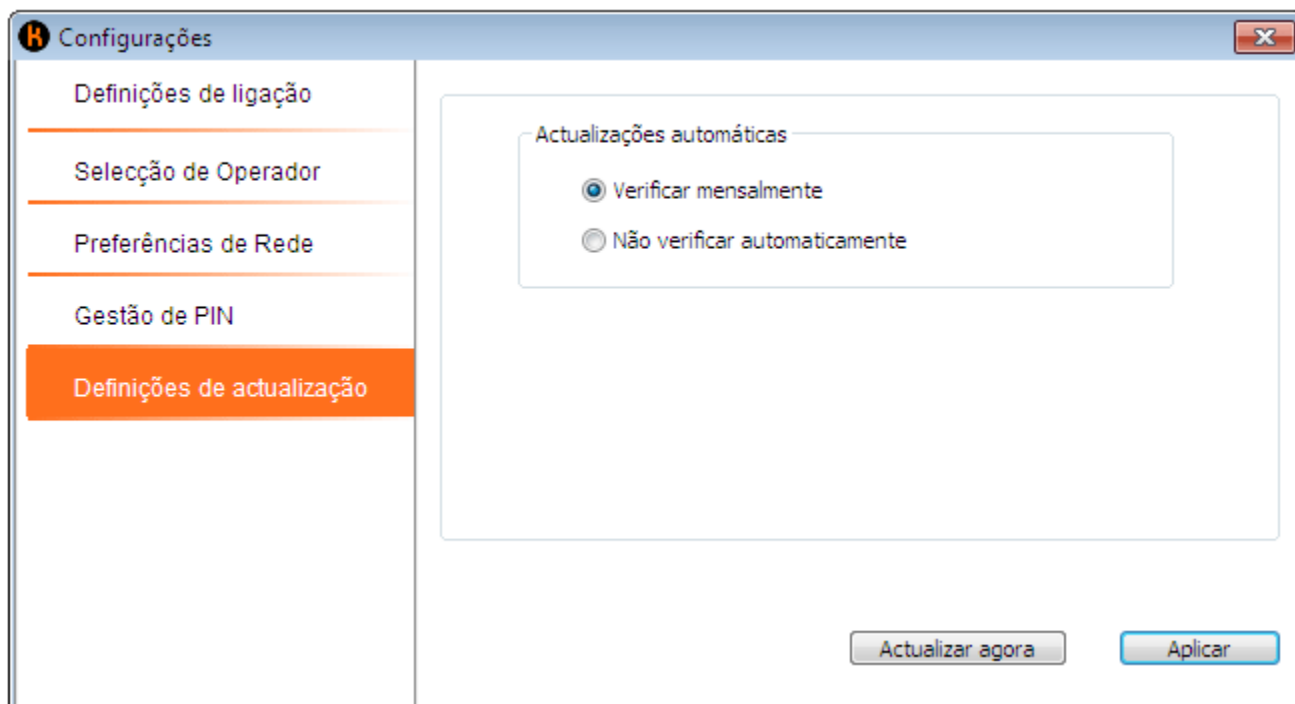 Configurações
Definições de ligação
Selecção de Operador
Preferências de Rede
Gestão de PIN
Definições de actualização
Actualizações automáticas
Verificar mensalmente
Não verificar automaticamente
Actualizar agora
Aplicar